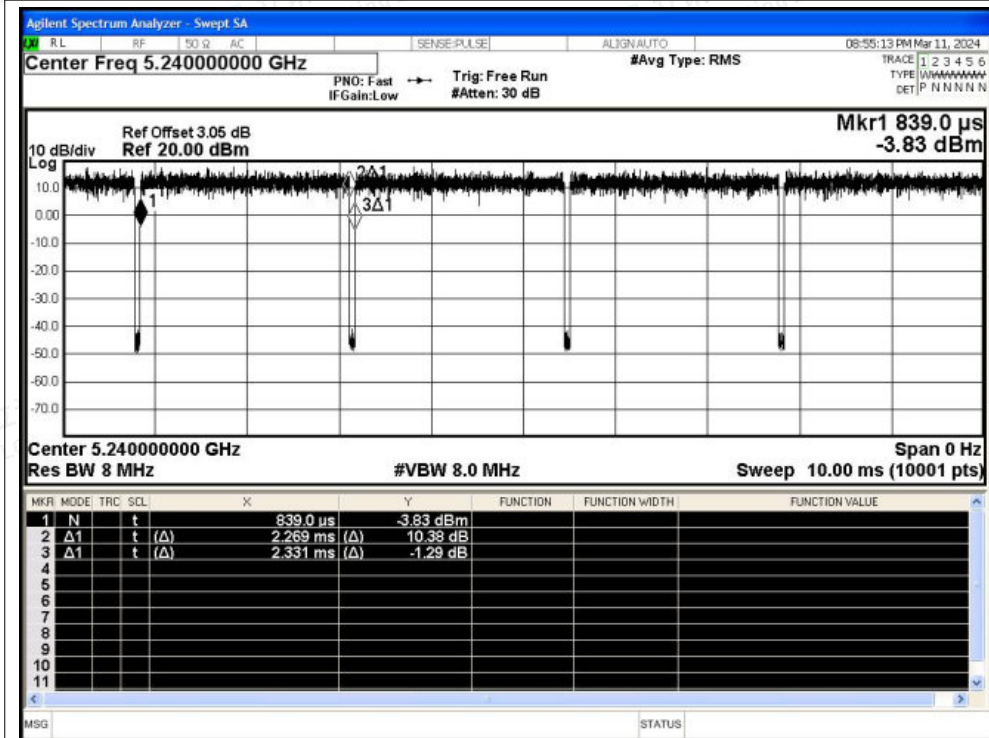 Agilent Spectrum Analyzer - Swept SA
LXI RL RF 50 Ω AC SENSE:PULSE ALIGNAUTO 08:55:13 PM Mar 11, 2024
Center Freq 5.240000000 GHz #Avg Type: RMS TRACE 1 2 3 4 5 6
PNO: Fast Trig: Free Run TYPE WWWWWW
IFGain:Low #Atten: 30 dB DET P N N N N N
Mkr1 839.0 µs
Ref Offset 3.05 dB
10 dB/div Ref 20.00 dBm -3.83 dBm
Log
2Δ1
10.0
1 3Δ1
0.00
-10.0
-20.0
-30.0
-40.0
-50.0
-60.0
-70.0
Center 5.240000000 GHz Span 0 Hz
Res BW 8 MHz #VBW 8.0 MHz Sweep 10.00 ms (10001 pts)
MKR MODE TRC SCL X Y FUNCTION FUNCTION WIDTH FUNCTION VALUE
1 N t 839.0 µs -3.83 dBm
2 Δ1 t (Δ) 2.269 ms (Δ) 10.38 dB
3 Δ1 t (Δ) 2.331 ms (Δ) -1.29 dB
4
5
6
7
8
9
10
11
MSG STATUS